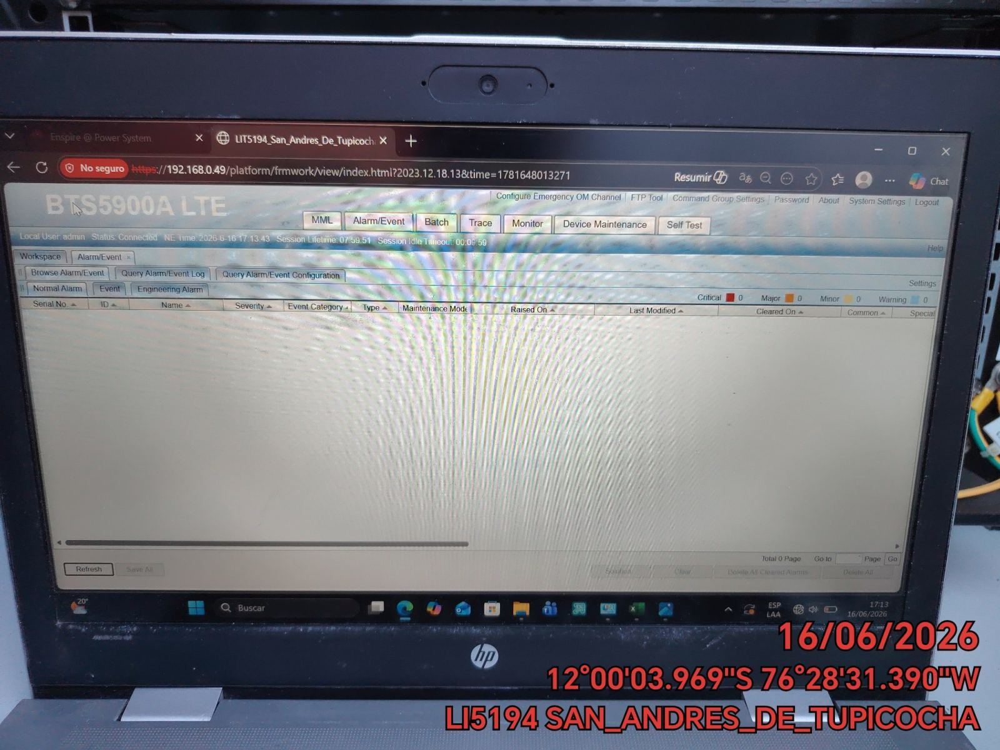 Enspire @ Power System
LIT5194_San_Andres_De_Tupicoch
No seguro https://192.168.0.49/platform/frmwork/view/index.html?2023.12.18.13&time=1781648013271
Resumir
Chat
BTS5900A LTE
Configure Emergency OM Channel FTP Tool Command Group Settings Password About System Settings Logout
MML Alarm/Event Batch Trace Monitor Device Maintenance Self Test
Local User: admin Status: Connected NE Time: 2026-6-16 17:13:43 Session Lifetime: 07:59:51 Session Idle Timeout: 00:09:59
Help
Workspace Alarm/Event
Browse Alarm/Event Query Alarm/Event Log Query Alarm/Event Configuration
Settings
Normal Alarm Event Engineering Alarm
Critical 0 Major 0 Minor 0 Warning 0
Serial No. ID Name Severity Event Category Type Maintenance Mode Raised On Last Modified Cleared On Common Special
Total 0 Page Go to Page Go
Refresh Save All
Solution Clear Delete All Cleared Alarms Delete All
20°
Buscar
ESP
LAA
17:13
16/06/2026
hp
16/06/2026
12°00'03.969"S 76°28'31.390"W
LI5194 SAN_ANDRES_DE_TUPICOCHA